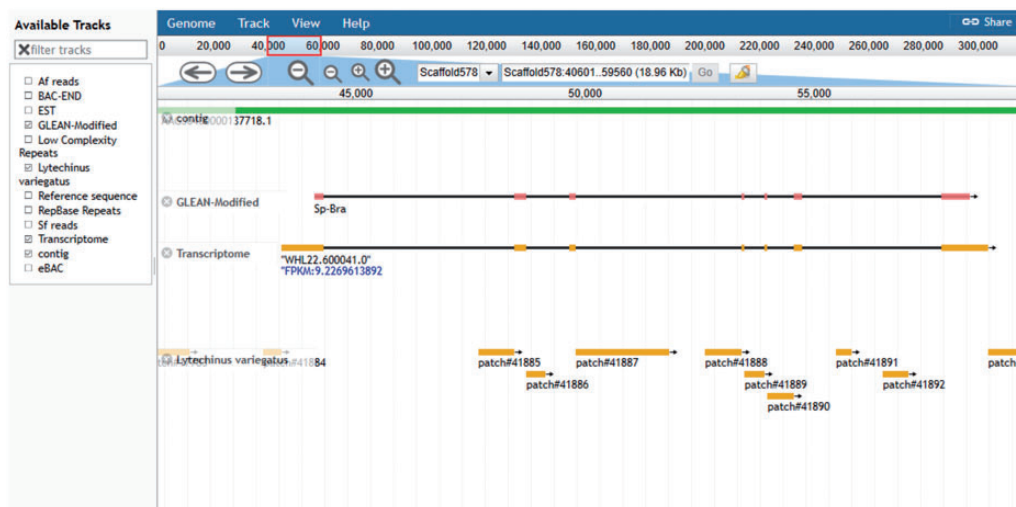 Available Tracks
filter tracks
Af reads
BAC-END
EST
GLEAN-Modified
Low Complexity
Repeats
Lytechinus
variegatus
Reference sequence
RepBase Repeats
Sf reads
Transcriptome
contig
eBAC
Genome Track View Help Share
0 20,000 40,000 60,000 80,000 100,000 120,000 140,000 160,000 180,000 200,000 220,000 240,000 260,000 280,000 300,000
Scaffold578 Scaffold578:40601..59560 (18.96 Kb) Go
45,000 50,000 55,000
contig
137718.1
GLEAN-Modified
Sp-Bra
Transcriptome
"WHL22.600041.0"
"FPKM:9.2269613892
Lytechinus variegatus
patch#41885 patch#41887 patch#41888 patch#41891 patch
patch#41886 patch#41889 patch#41892
patch#41890